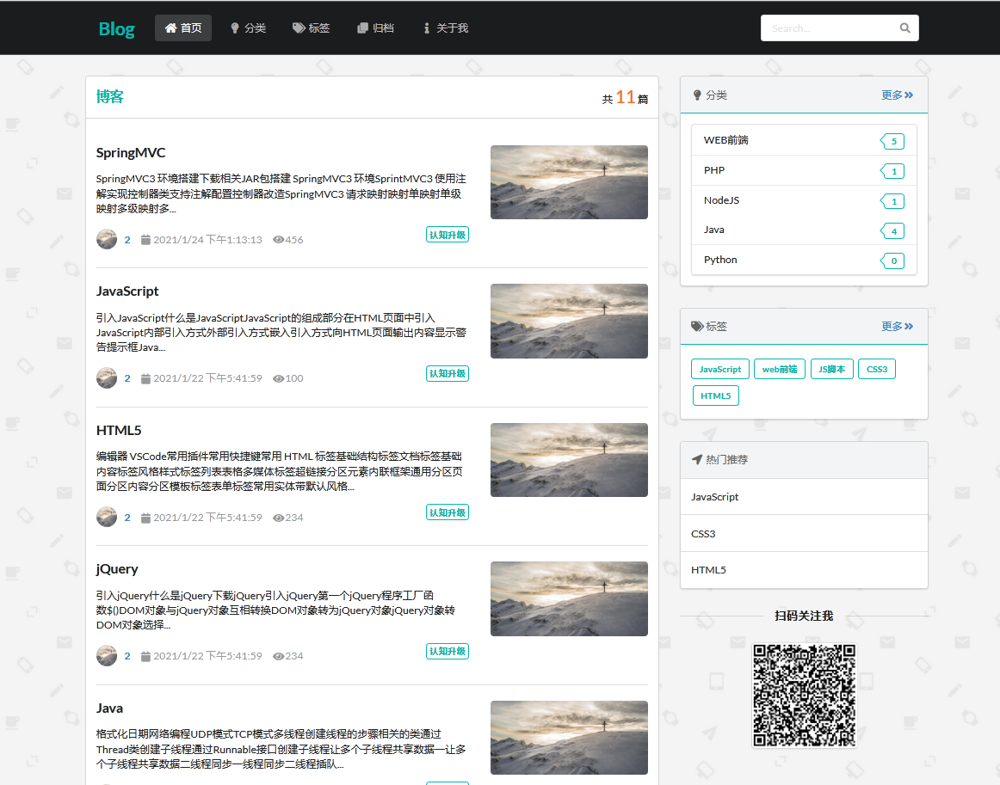 Blog 首页 分类 标签 归档 关于我 Search...
博客 共 11 篇
SpringMVC
SpringMVC3 环境搭建下载相关JAR包搭建 SpringMVC3 环境SprintMVC3 使用注
解实现控制器类支持注解配置控制器改造SpringMVC3 请求映射映射单映射单级
映射多级映射多...
2 2021/1/24 下午1:13:13 456 认知升级
JavaScript
引入JavaScript什么是JavaScriptJavaScript的组成部分在HTML页面中引入
JavaScript内部引入方式外部引入方式嵌入引入方式向HTML页面输出内容显示警
告提示框Java...
2 2021/1/22 下午5:41:59 100 认知升级
HTML5
编辑器 VSCode常用插件常用快捷键常用 HTML 标签基础结构标签文档标签基础
内容标签风格样式标签列表表格多媒体标签超链接分区元素内联框架通用分区页
面分区内容分区模板标签表单标签常用实体带默认风格...
2 2021/1/22 下午5:41:59 234 认知升级
jQuery
引入jQuery什么是jQuery下载jQuery引入jQuery第一个jQuery程序工厂函
数$()DOM对象与jQuery对象互相转换DOM对象转为jQuery对象jQuery对象转
DOM对象选择...
2 2021/1/22 下午5:41:59 234 认知升级
Java
格式化日期网络编程UDP模式TCP模式多线程创建线程的步骤相关的类通过
Thread类创建子线程通过Runnable接口创建子线程让多个子线程共享数据一让多
个子线程共享数据二线程同步一线程同步二线程插队...
分类 更多
WEB前端 5
PHP 1
NodeJS 1
Java 4
Python 0
标签 更多
JavaScript web前端 JS脚本 CSS3
HTML5
热门推荐
JavaScript
CSS3
HTML5
扫码关注我